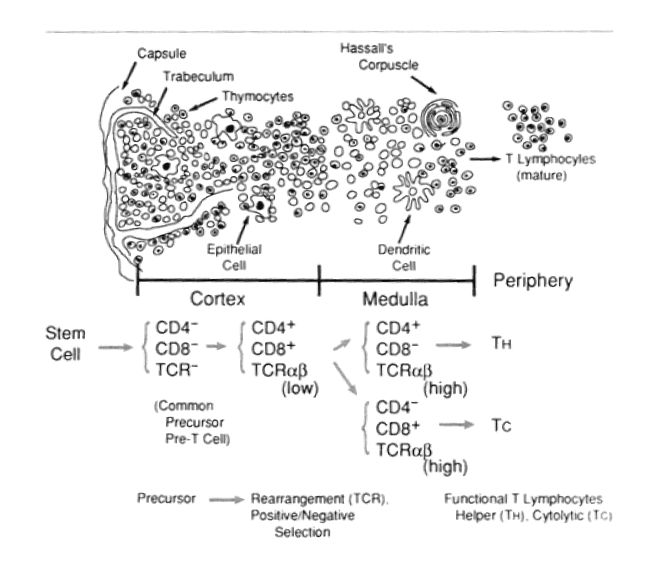 Capsule
Trabeculum
Thymocytes
Hassall's
Corpuscle
T Lymphocyles
(mature)
Epithelial
Cell
Dendritic
Cell
Cortex
Medulla
Periphery
Stem
Cell
CD4⁻
CD8⁻
TCR⁻
(Common
Precursor
Pre-T Cell)
CD4⁺
CD8⁺
TCRαβ
(low)
CD4⁺
CD8⁻
TCRαβ
(high)
TH
CD4⁻
CD8⁺
TCRαβ
(high)
TC
Precursor
Rearrangement (TCR),
Positive/Negative
Selection
Functional T Lymphocytes
Helper (TH), Cytolytic (TC)